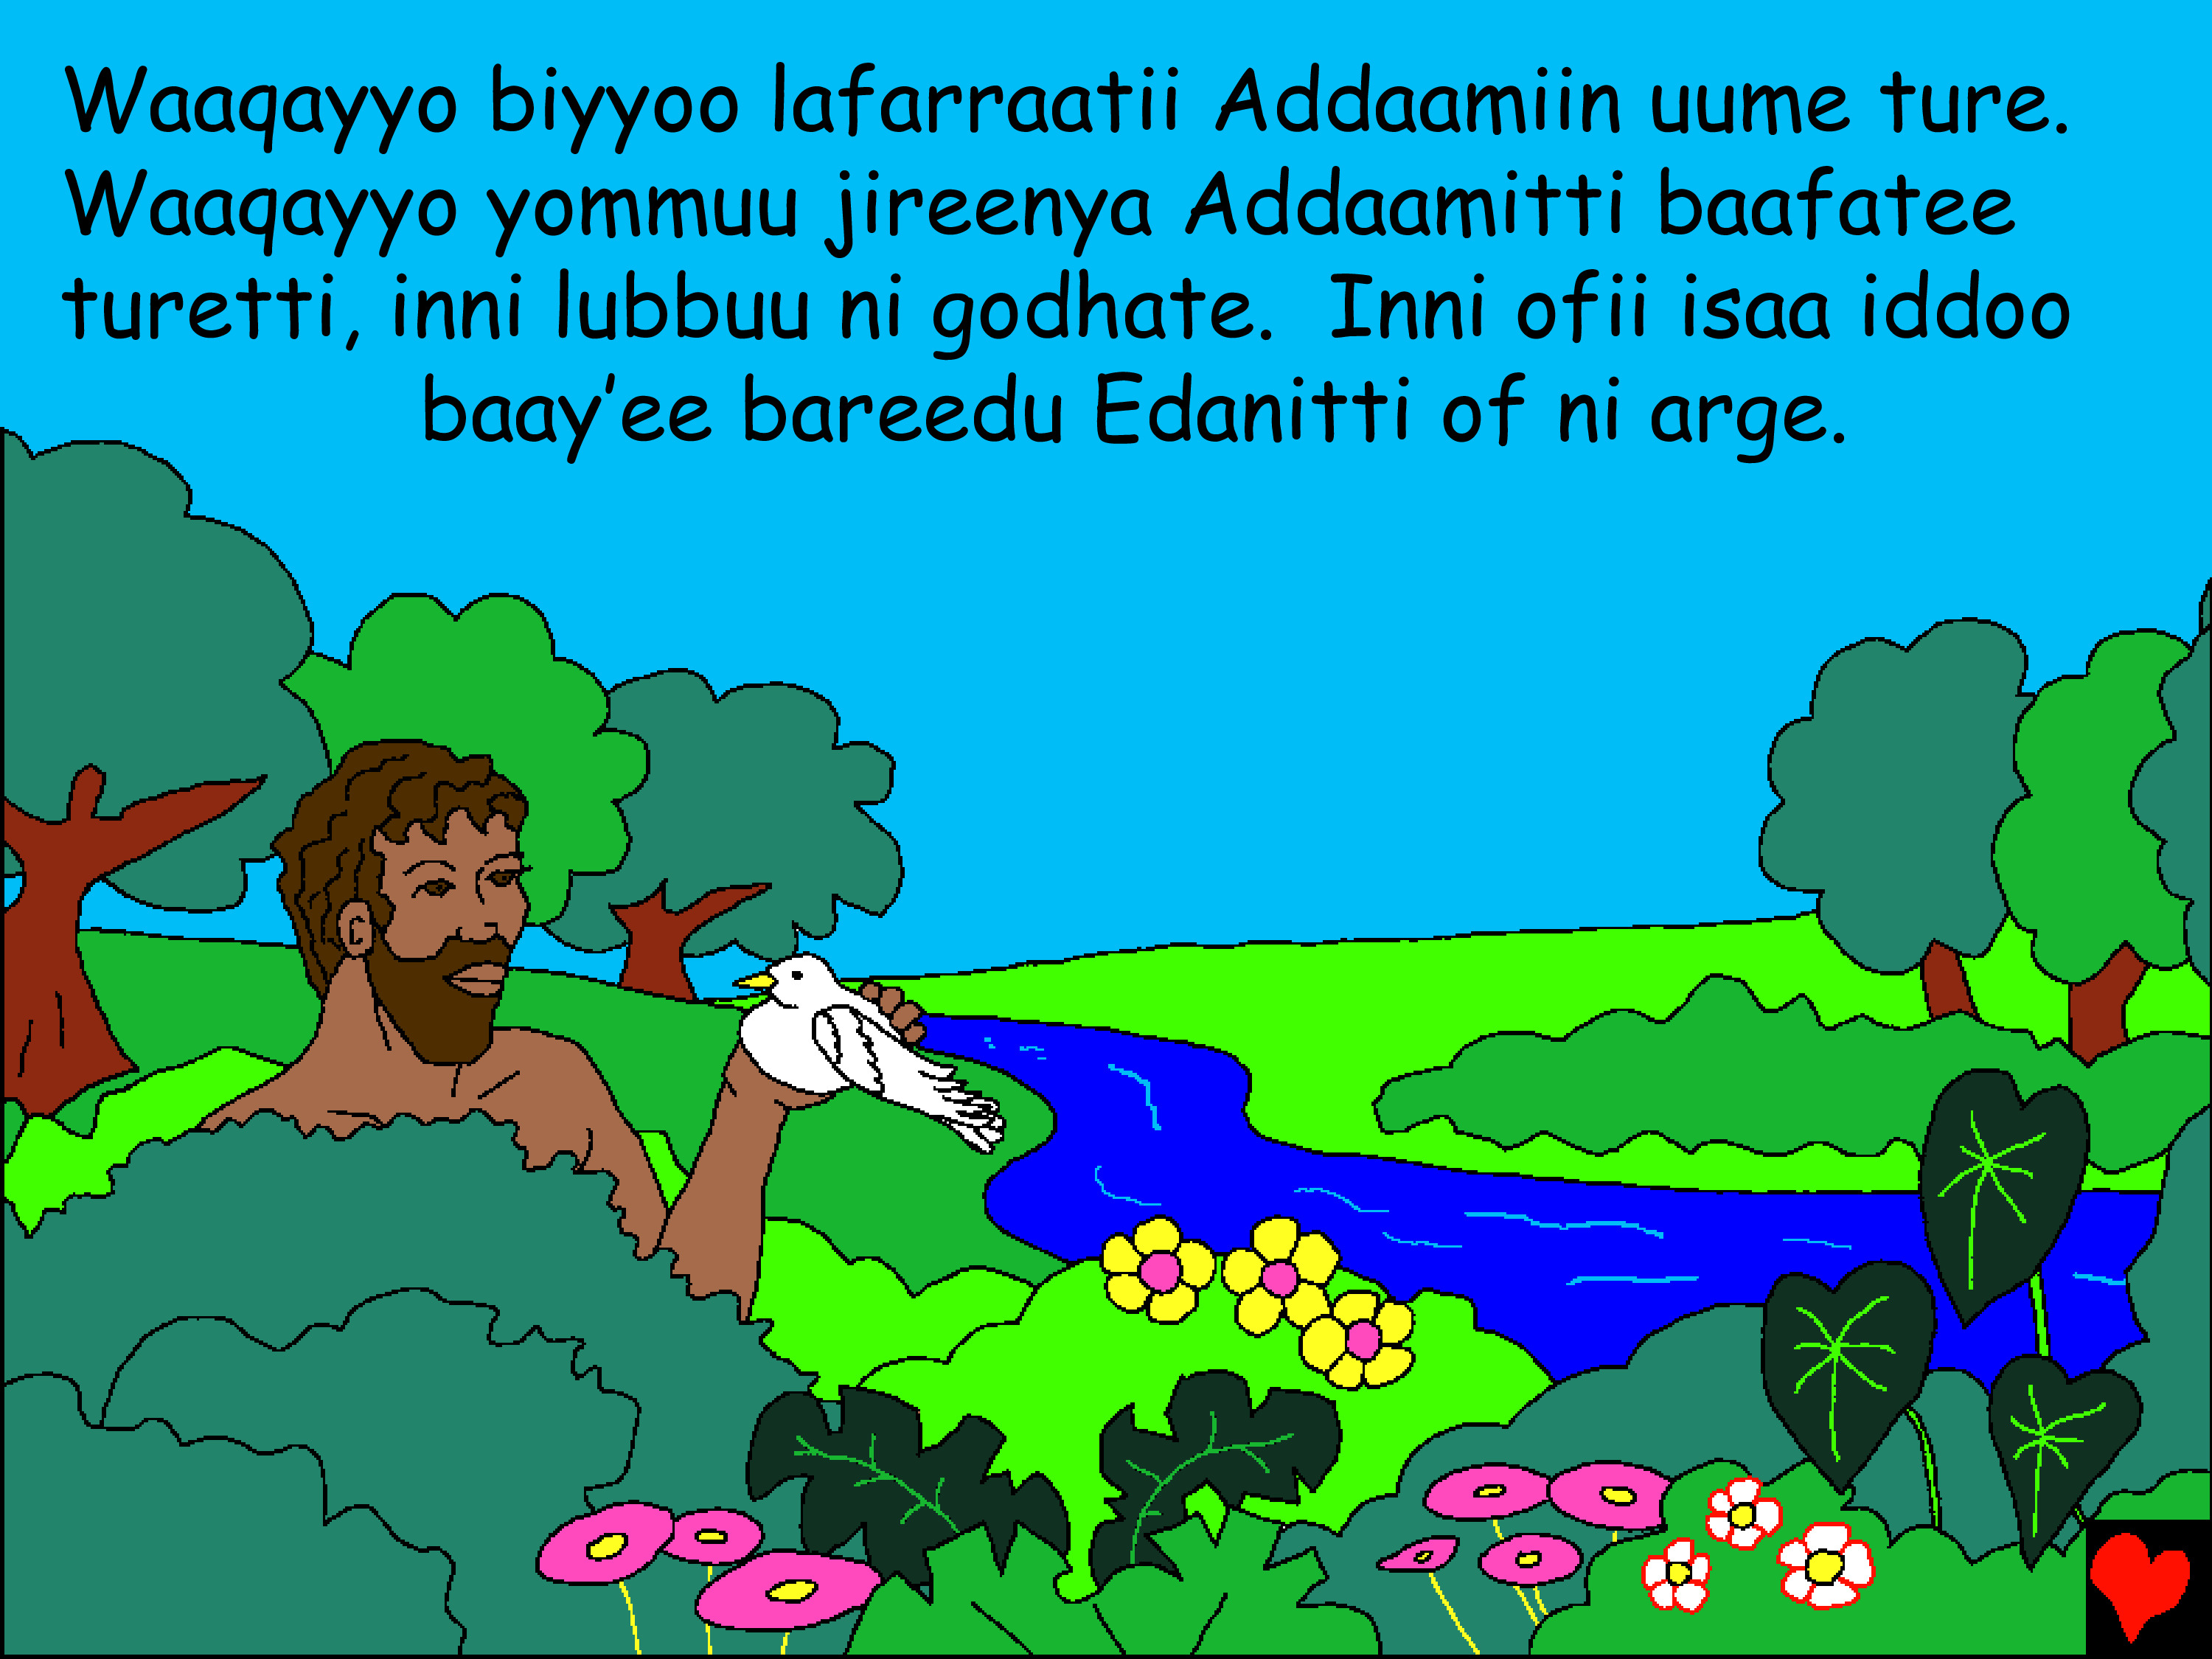 Waaqayyo biyyoo lafarraatii Addaamiin uume ture.
Waaqayyo yommuu jireenya Addaamitti baafatee
turetti, inni lubbuu ni godhate.  Inni ofii isaa iddoo
baay’ee bareedu Edanitti of ni arge.